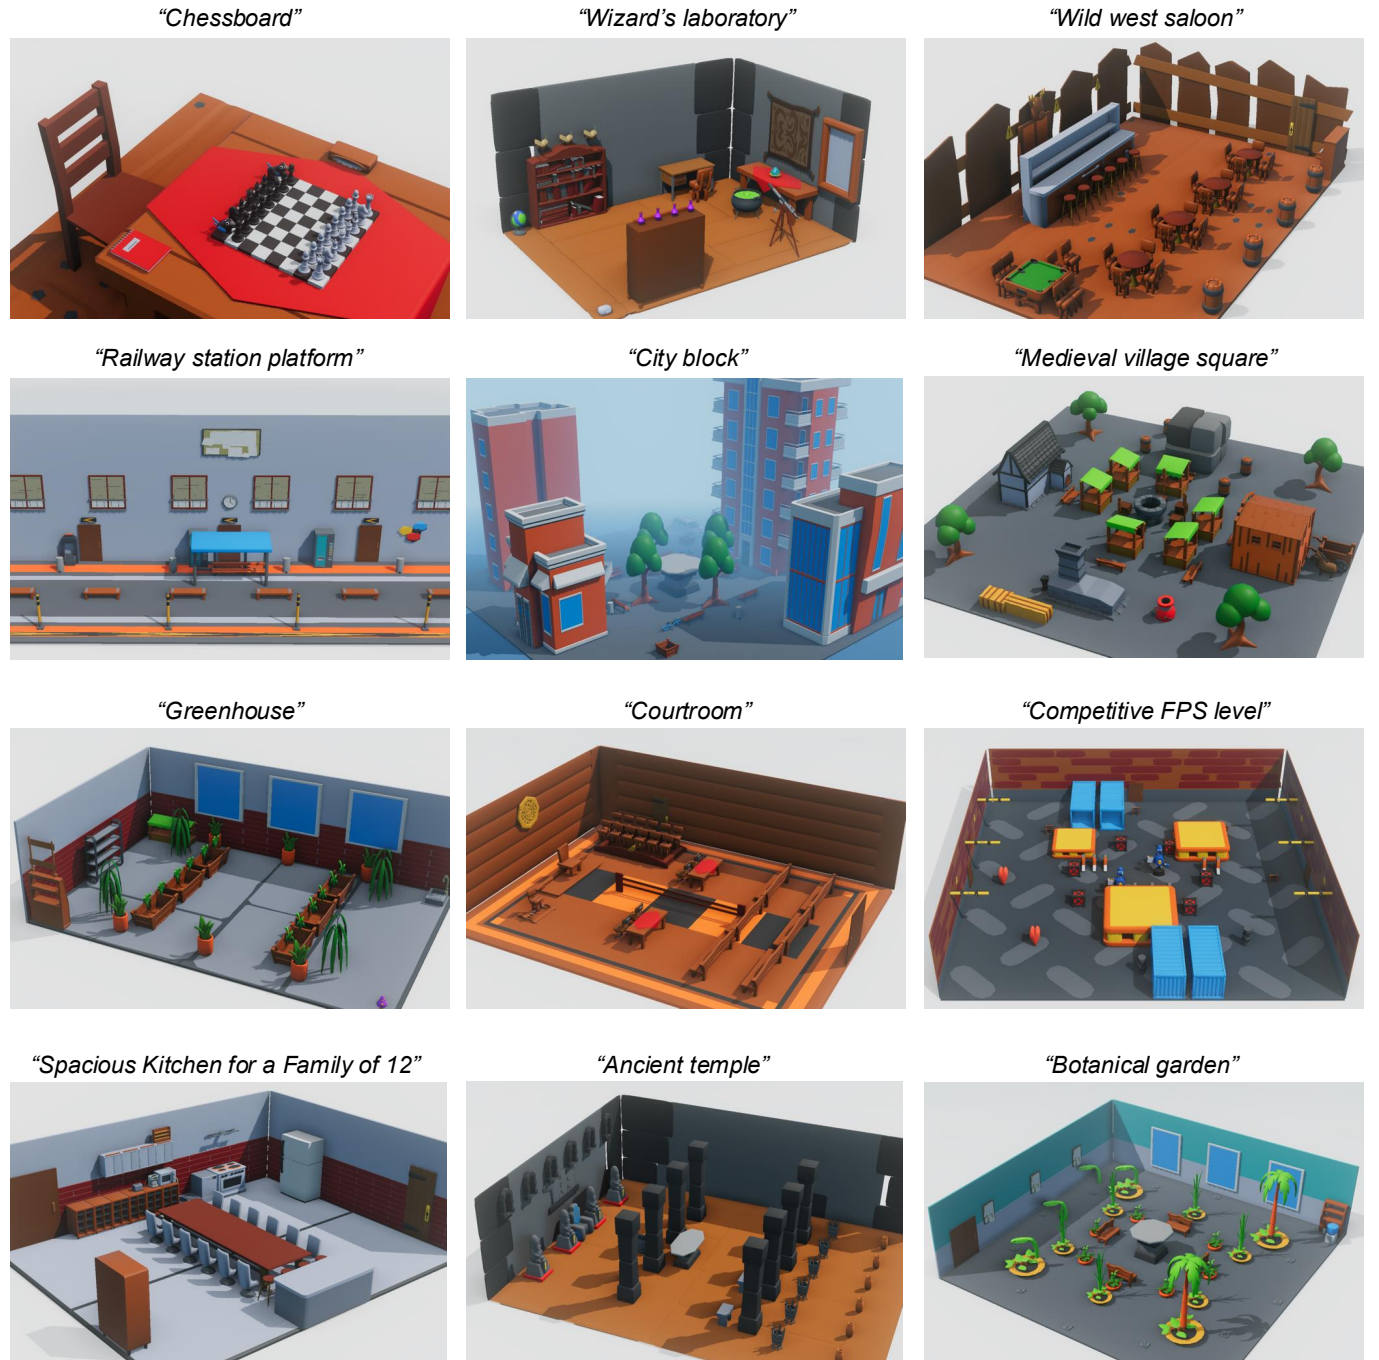 “Chessboard”
“Wizard’s laboratory”
“Wild west saloon”
“Railway station platform”
“City block”
“Medieval village square”
“Greenhouse”
“Courtroom”
“Competitive FPS level”
“Spacious Kitchen for a Family of 12”
“Ancient temple”
“Botanical garden”